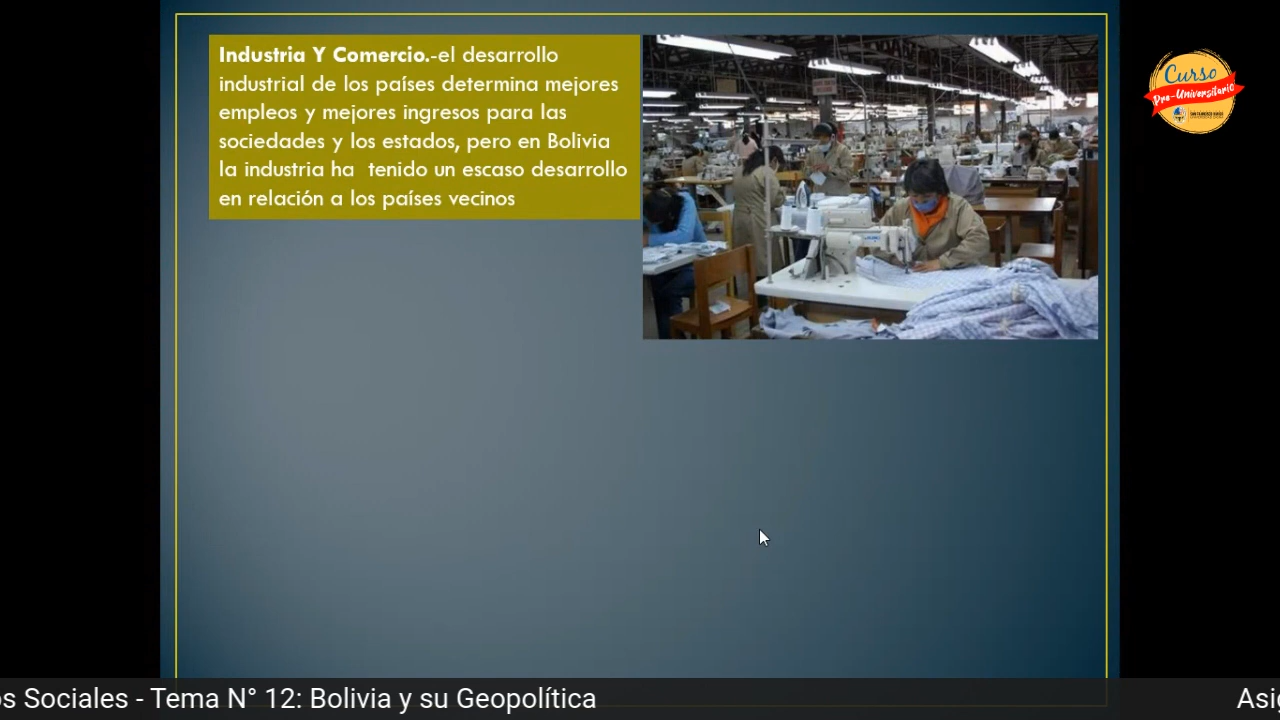 Industria Y Comercio.-el desarrollo
industrial de los países determina mejores
empleos y mejores ingresos para las
sociedades y los estados, pero en Bolivia
la industria ha  tenido un escaso desarrollo
en relación a los países vecinos
Curso
Pre-Universitario
os Sociales - Tema N° 12: Bolivia y su Geopolítica
Asig